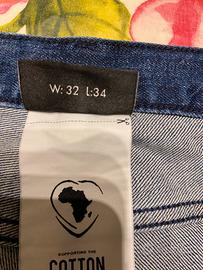 W: 32 L:34
SUPPORTING THE
COTTON